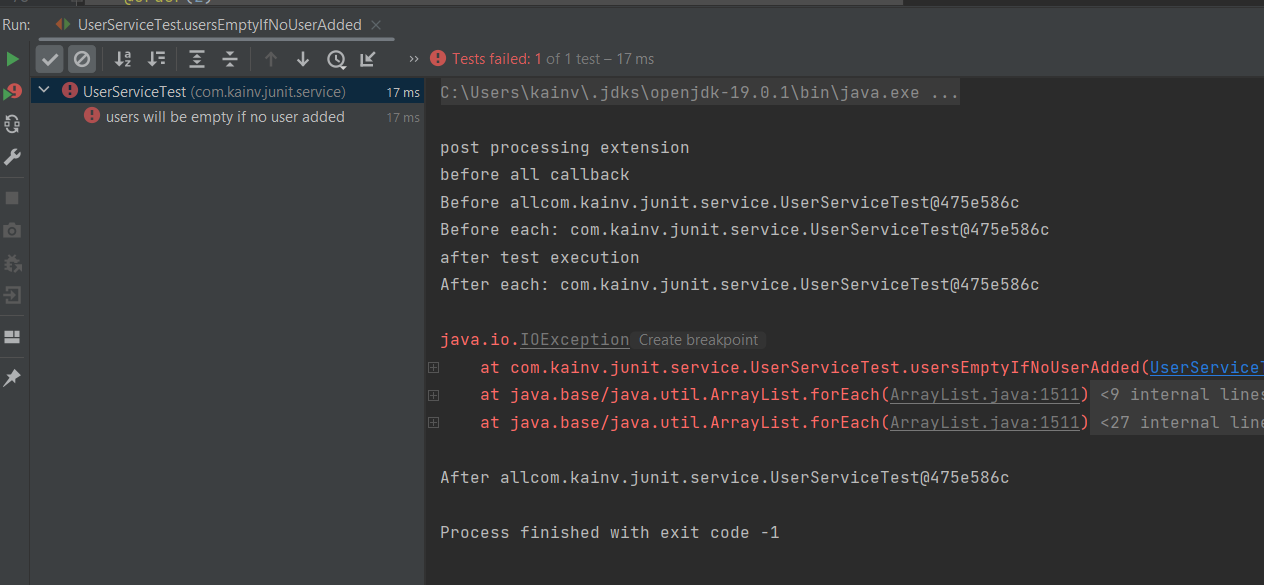 @Order(2)
Run: UserServiceTest.usersEmptyIfNoUserAdded
Tests failed: 1 of 1 test – 17 ms
UserServiceTest (com.kainv.junit.service) 17 ms
users will be empty if no user added 17 ms
C:\Users\kainv\.jdks\openjdk-19.0.1\bin\java.exe ...
post processing extension
before all callback
Before allcom.kainv.junit.service.UserServiceTest@475e586c
Before each: com.kainv.junit.service.UserServiceTest@475e586c
after test execution
After each: com.kainv.junit.service.UserServiceTest@475e586c
java.io.IOException Create breakpoint
at com.kainv.junit.service.UserServiceTest.usersEmptyIfNoUserAdded(UserServiceT
at java.base/java.util.ArrayList.forEach(ArrayList.java:1511) <9 internal lines
at java.base/java.util.ArrayList.forEach(ArrayList.java:1511) <27 internal line
After allcom.kainv.junit.service.UserServiceTest@475e586c
Process finished with exit code -1